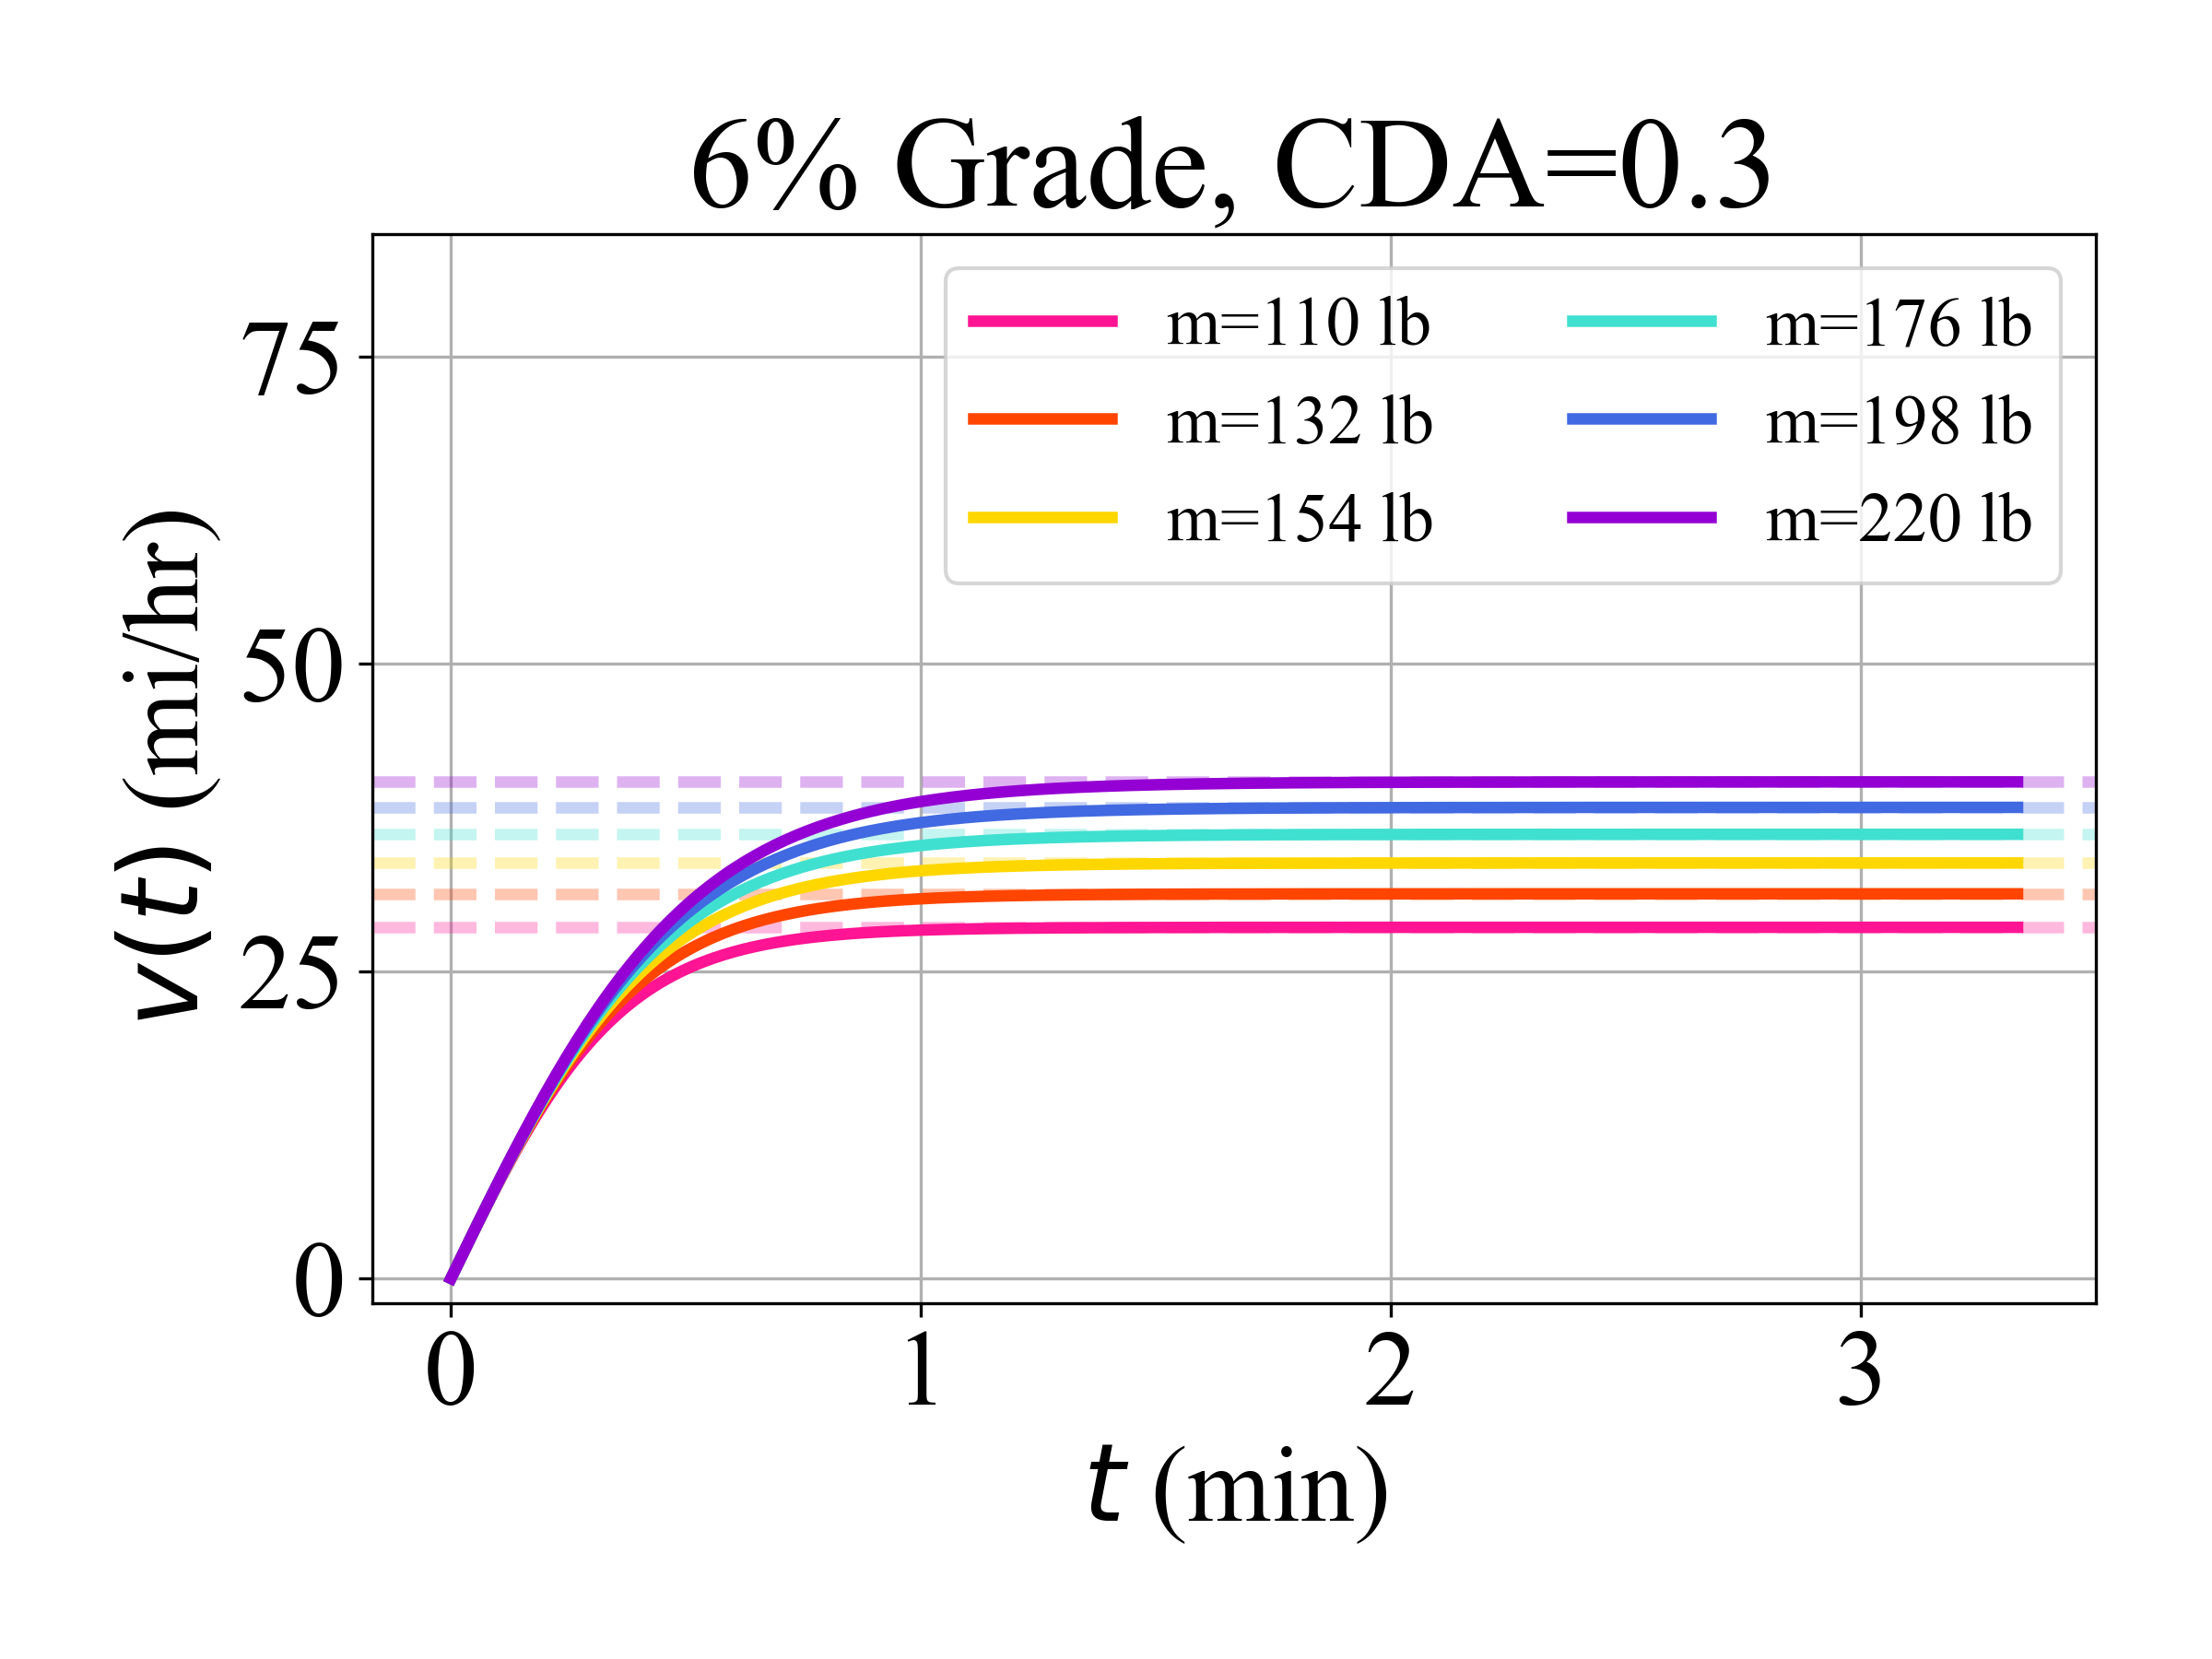 6% Grade, CDA=0.3
m=110 lb
m=132 lb
m=154 lb
m=176 lb
m=198 lb
m=220 lb
v(t) (mi/hr)
75
50
25
0
0 1 2 3
t (min)